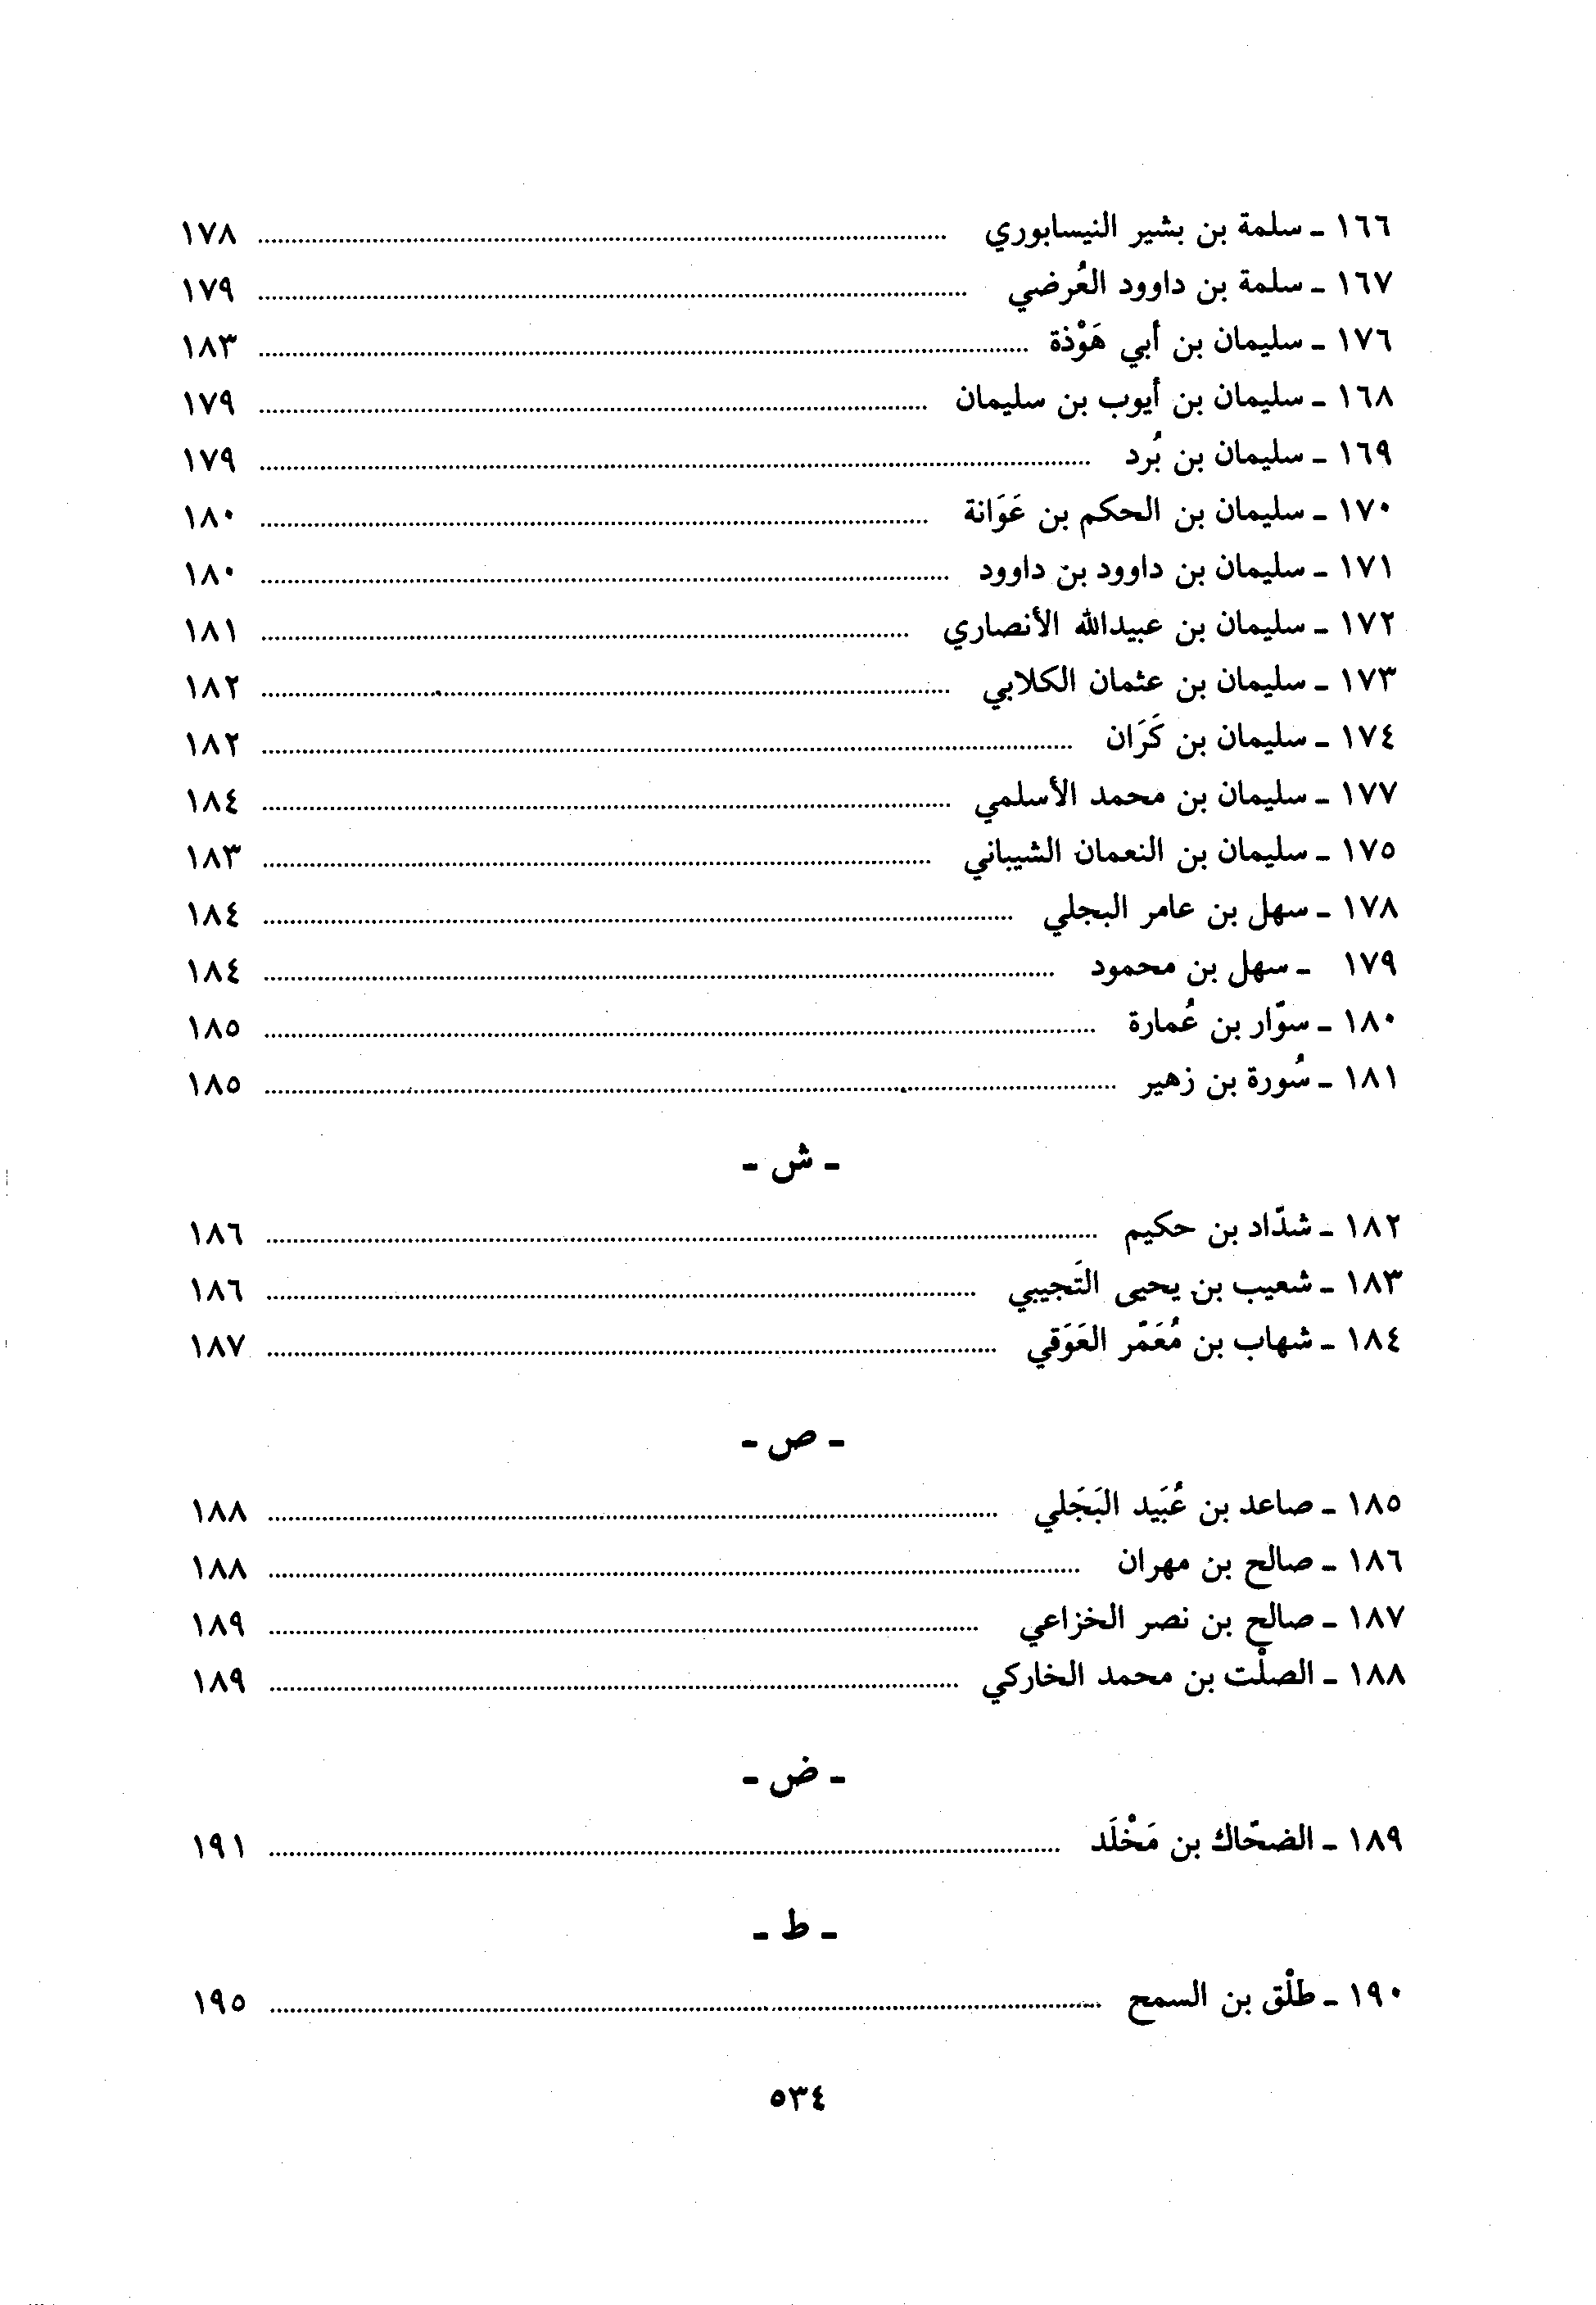 ١٦٦ ـ سلمة بن بشير النيسابوري ........ ١٧٨
١٦٧ ـ سلمة بن داوود العُرضي ........ ١٧٩
١٧٦ ـ سليمان بن أبي هَوْذة ........ ١٨٣
١٦٨ ـ سليمان بن أيوب بن سليمان ........ ١٧٩
١٦٩ ـ سليمان بن بُرد ........ ١٧٩
١٧٠ ـ سليمان بن الحكم بن عَوَانة ........ ١٨٠
١٧١ ـ سليمان بن داوود بن داوود ........ ١٨٠
١٧٢ ـ سليمان بن عبيدالله الأنصاري ........ ١٨١
١٧٣ ـ سليمان بن عثمان الكلابي ........ ١٨٢
١٧٤ ـ سليمان بن كَرَان ........ ١٨٢
١٧٧ ـ سليمان بن محمد الأسلمي ........ ١٨٤
١٧٥ ـ سليمان بن النعمان الشيباني ........ ١٨٣
١٧٨ ـ سهل بن عامر البجلي ........ ١٨٤
١٧٩ ـ سهل بن محمود ........ ١٨٤
١٨٠ ـ سوّار بن عُمارة ........ ١٨٥
١٨١ ـ سُورة بن زهير ........ ١٨٥
ـ ش ـ
١٨٢ ـ شدّاد بن حكيم ........ ١٨٦
١٨٣ ـ شعيب بن يحيى التَجيبي ........ ١٨٦
١٨٤ ـ شهاب بن مُعَمّر العَوَقي ........ ١٨٧
ـ ص ـ
١٨٥ ـ صاعد بن عُبَيد البَجَلي ........ ١٨٨
١٨٦ ـ صالح بن مهران ........ ١٨٨
١٨٧ ـ صالح بن نصر الخزاعي ........ ١٨٩
١٨٨ ـ الصلْت بن محمد الخاركي ........ ١٨٩
ـ ض ـ
١٨٩ ـ الضحّاك بن مَخْلَد ........ ١٩١
ـ ط ـ
١٩٠ ـ طلْق بن السمح ........ ١٩٥
٥٣٤